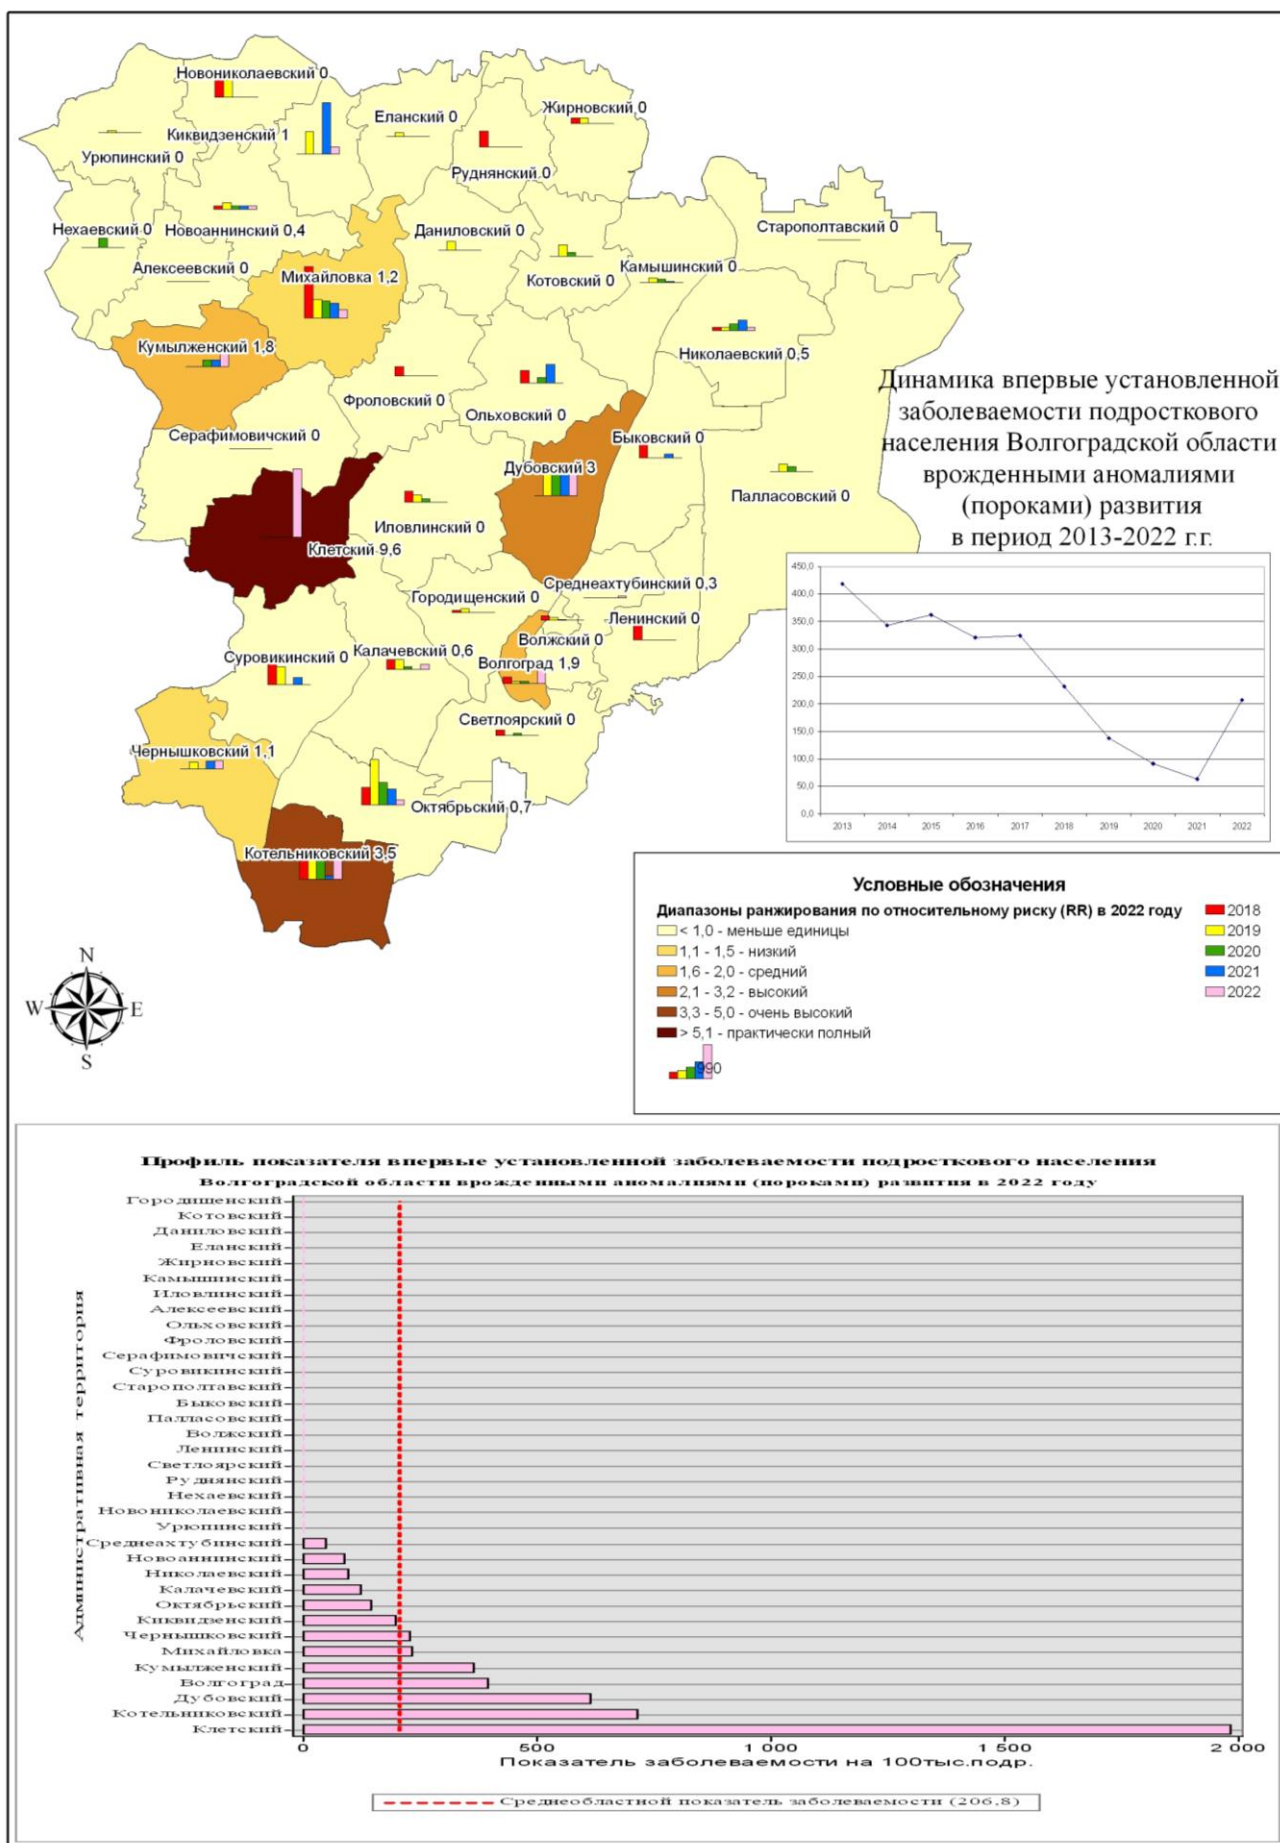 Новониколаевский 0
Жирновский 0
Еланский 0
Киквидзенский 1
Урюпинский 0
Руднянский 0
Старополтавский 0
Нехаевский 0
Новоаннинский 0,4
Даниловский 0
Алексеевский 0
Камышинский 0
Михайловка 1,2
Котовский 0
Кумылженский 1,8
Николаевский 0,5
Фроловский 0
Ольховский 0
Серафимовичский 0
Быковский 0
Дубовский 3
Палласовский 0
Иловлинский 0
Клетский 9,6
Среднеахтубинский 0,3
Городищенский 0
Ленинский 0
Волжский 0
Калачевский 0,6
Суровикинский 0
Волгоград 1,9
Светлоярский 0
Чернышковский 1,1
Октябрьский 0,7
Котельниковский 3,5
Динамика впервые установленной
заболеваемости подросткового
населения Волгоградской области
врожденными аномалиями
(пороками) развития
в период 2013-2022 г.г.
450,0
400,0
350,0
300,0
250,0
200,0
150,0
100,0
50,0
0,0
2013 2014 2015 2016 2017 2018 2019 2020 2021 2022
N
W E
S
Условные обозначения
Диапазоны ранжирования по относительному риску (RR) в 2022 году
< 1,0 - меньше единицы
1,1 - 1,5 - низкий
1,6 - 2,0 - средний
2,1 - 3,2 - высокий
3,3 - 5,0 - очень высокий
> 5,1 - практически полный
990
2018
2019
2020
2021
2022
Профиль показателя впервые установленной заболеваемости подросткового населения
Волгоградской области врожденными аномалиями (пороками) развития в 2022 году
Административная территория
Городишенский
Котовский
Даниловский
Еланский
Жирновский
Камышинский
Иловлинский
Алексеевский
Ольховский
Фроловский
Серафимовичский
Суровикинский
Старополтавский
Быковский
Палласовский
Волжский
Ленинский
Светлоярский
Руднянский
Нехаевский
Новониколаевский
Урюпинский
Среднеахтубинский
Новоаннинский
Николаевский
Калачевский
Октябрьский
Киквидзенский
Чернышковский
Михайловка
Кумылженский
Волгоград
Дубовский
Котельниковский
Клетский
0 500 1 000 1 500 2 000
Показатель заболеваемости на 100тыс.подр.
Среднеобластной показатель заболеваемости (206,8)